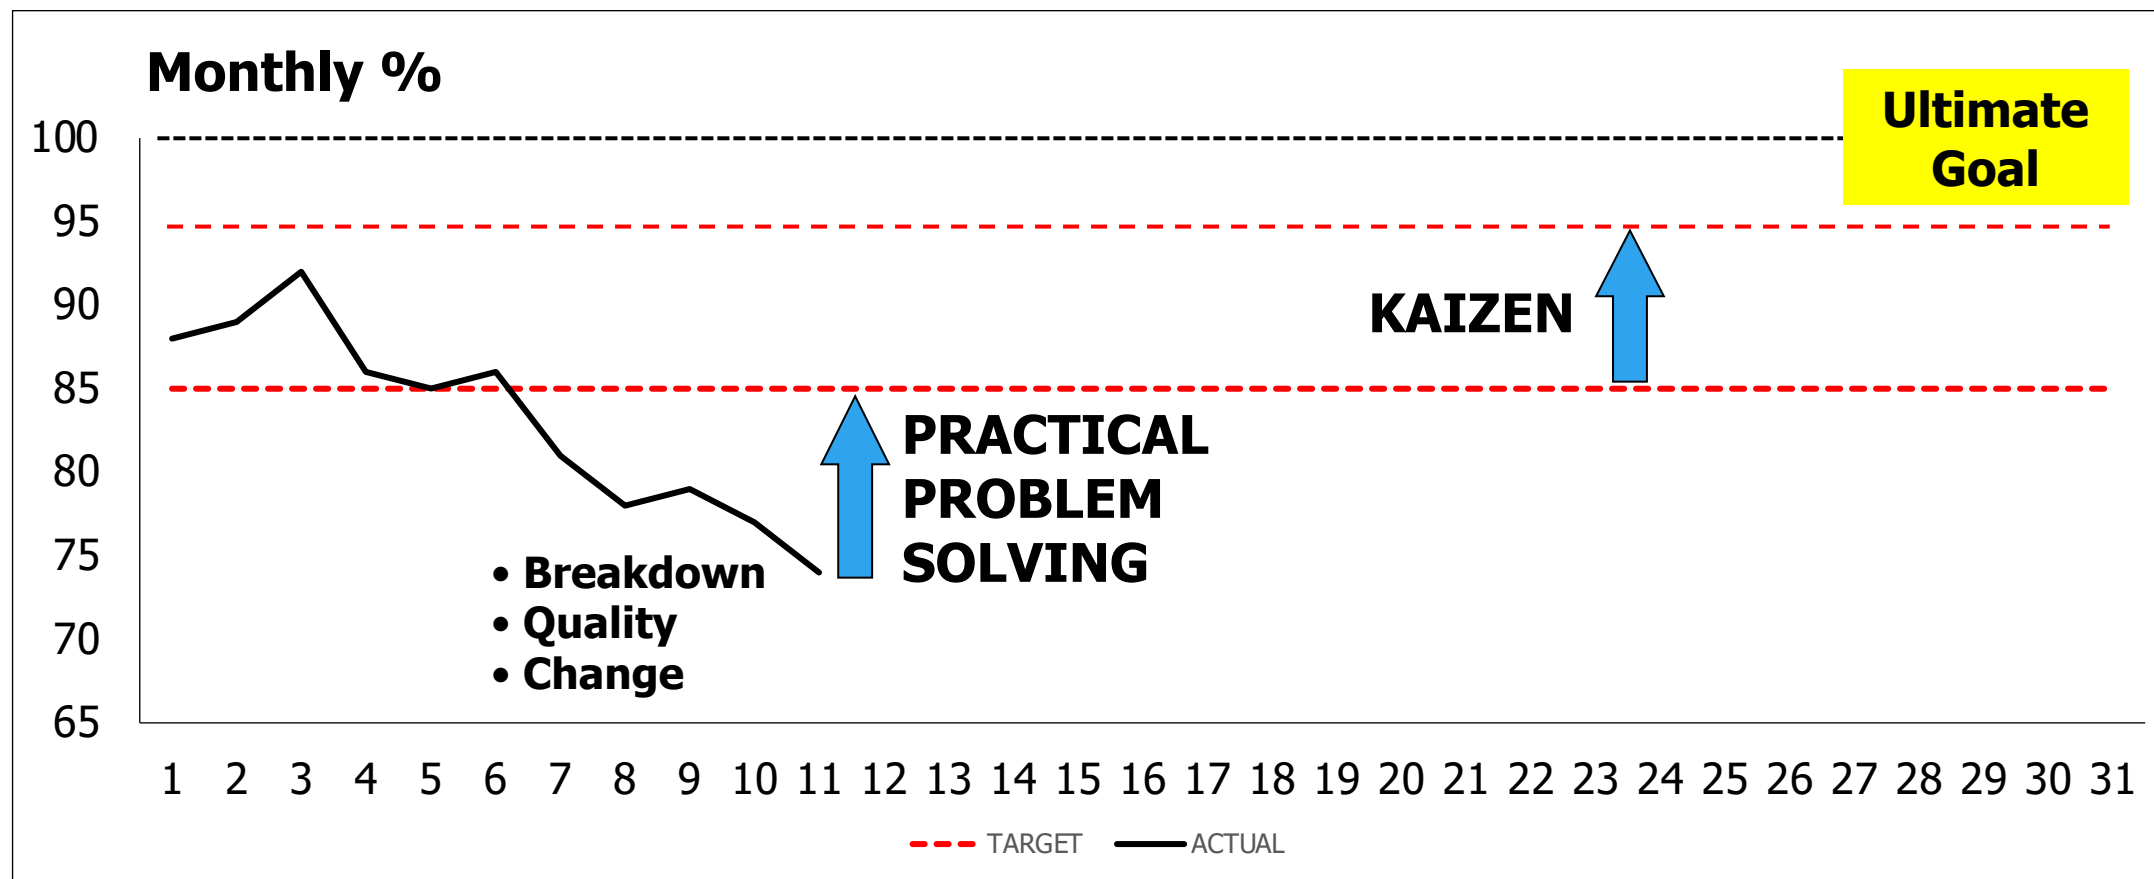 Monthly %
Ultimate
Goal
100
95
90
85
80
75
70
65
KAIZEN
PRACTICAL
PROBLEM
SOLVING
• Breakdown
• Quality
• Change
1 2 3 4 5 6 7 8 9 10 11 12 13 14 15 16 17 18 19 20 21 22 23 24 25 26 27 28 29 30 31
TARGET ACTUAL